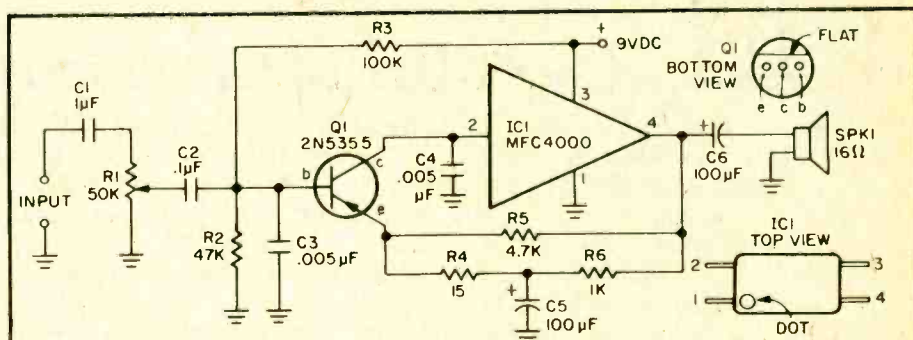 C1
1µF
R1
50K
INPUT
C2
.1µF
R2
47K
C3
.005µF
R3
100K
Q1
2N5355
b
c
e
C4
.005
µF
2
IC1
MFC4000
3
4
1
+
9VDC
R5
4.7K
R4
15
R6
1K
+
C5
100µF
+
C6
100µF
SPK1
16Ω
Q1
BOTTOM
VIEW
FLAT
e c b
IC1
TOP VIEW
2
3
1
4
DOT